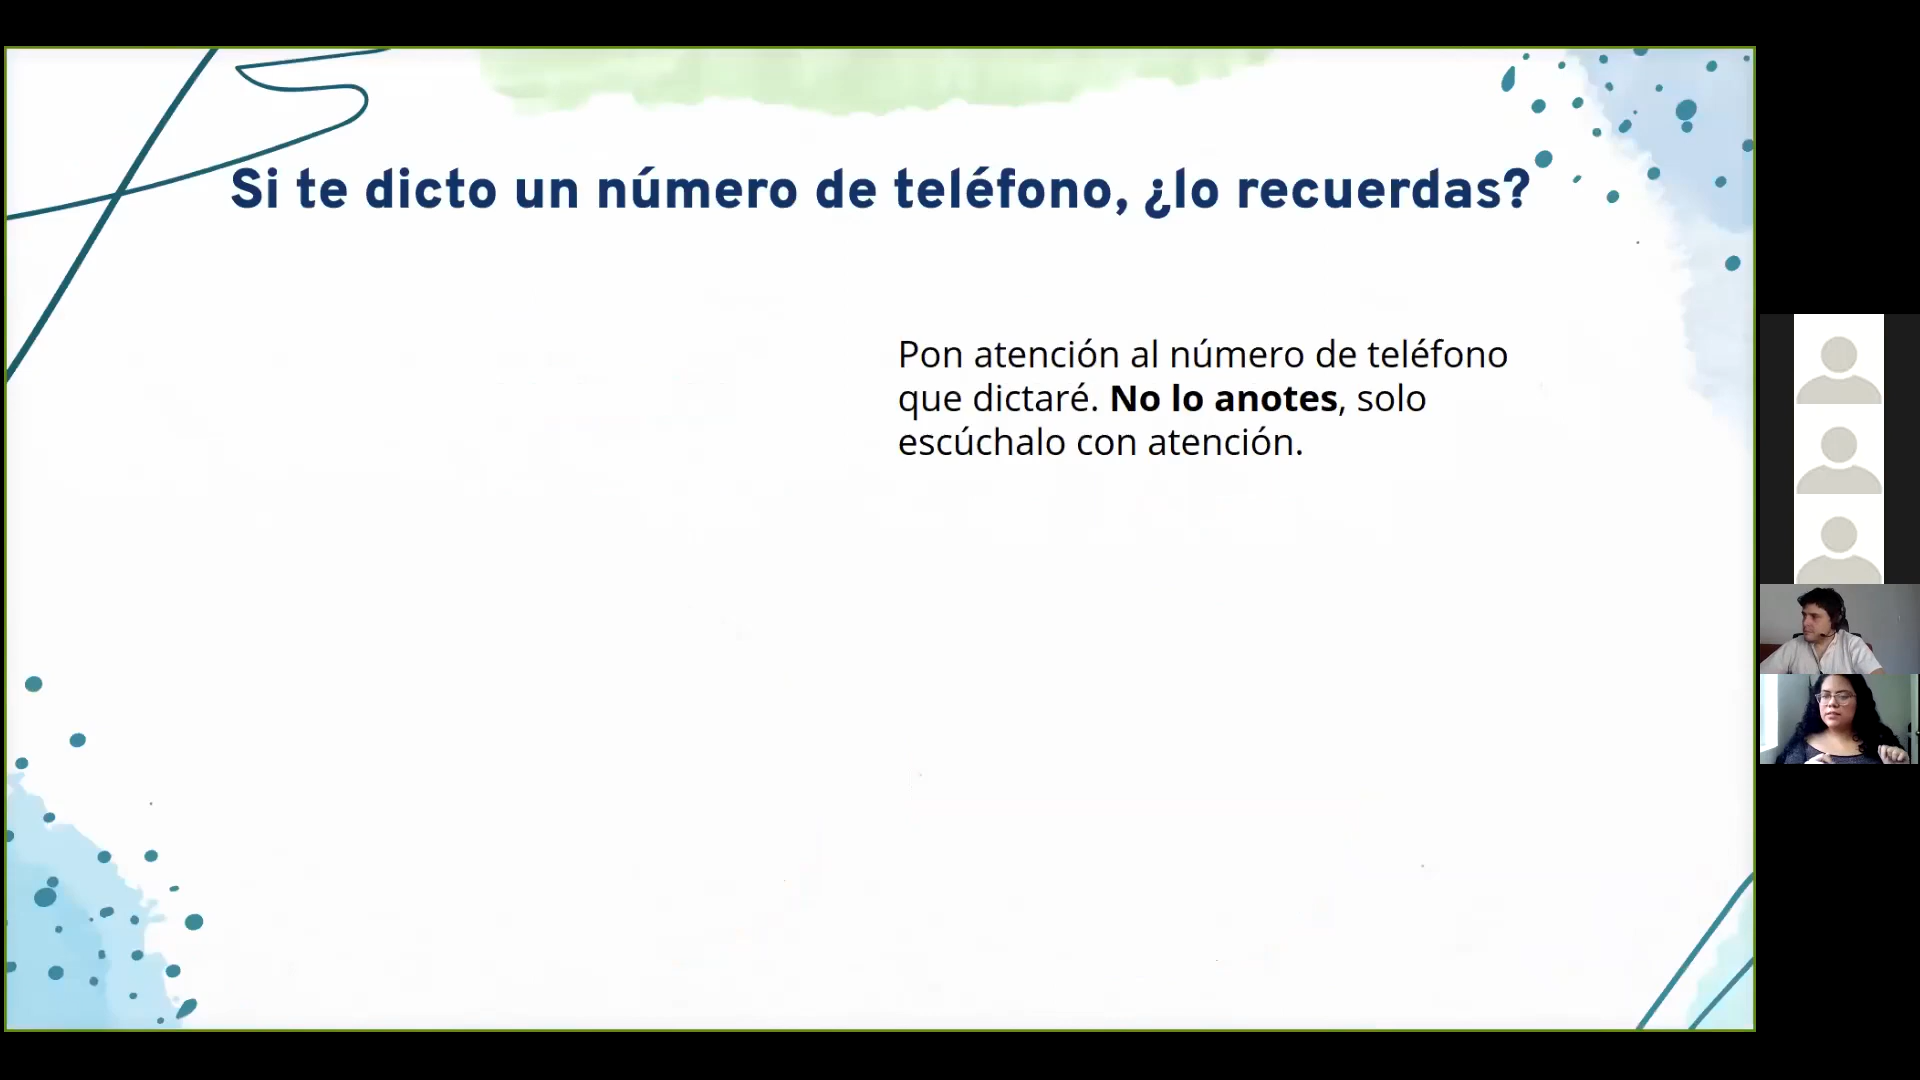 Si te dicto un número de teléfono, ¿lo recuerdas?
Pon atención al número de teléfono
que dictaré. No lo anotes, solo
escúchalo con atención.